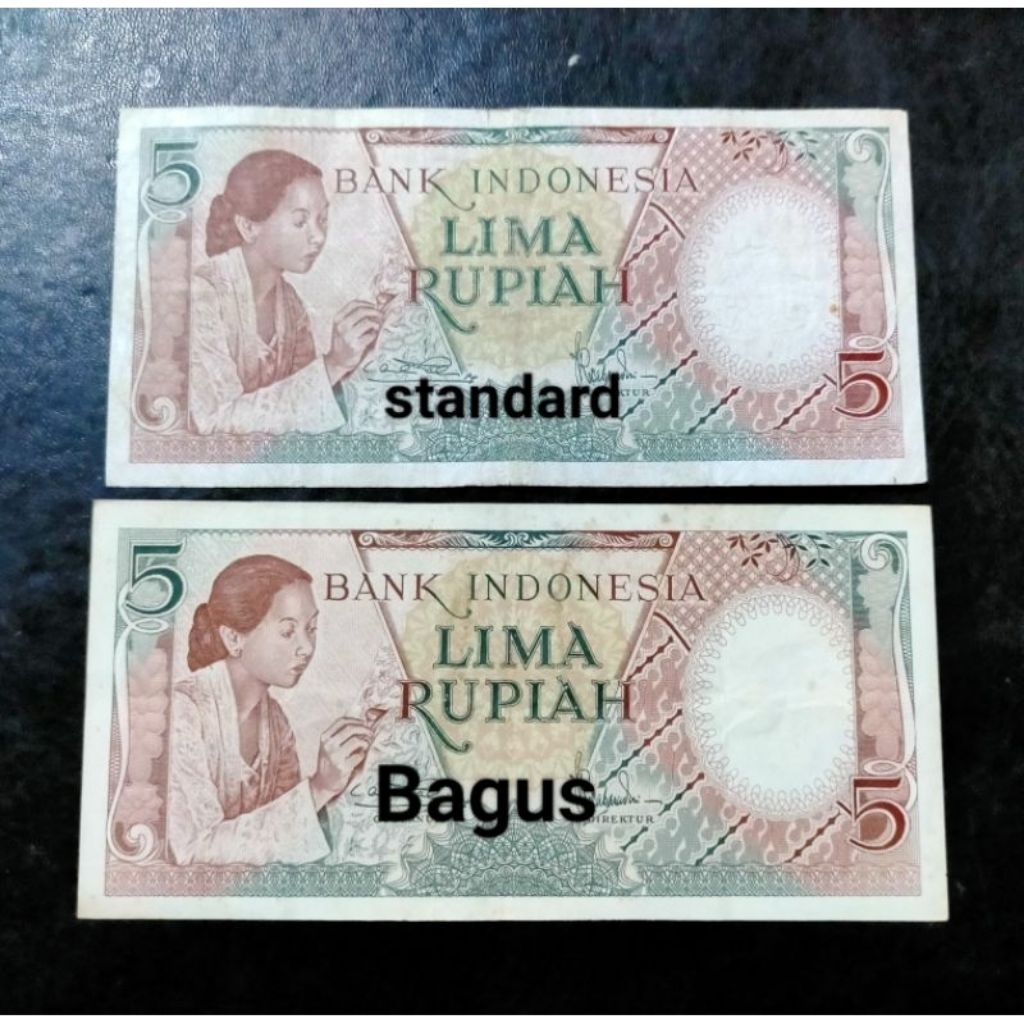 5
BANK INDONESIA
LIMA
RUPIAH
standard
5
5
BANK INDONESIA
LIMA
RUPIAH
Bagus
DIREKTUR
5